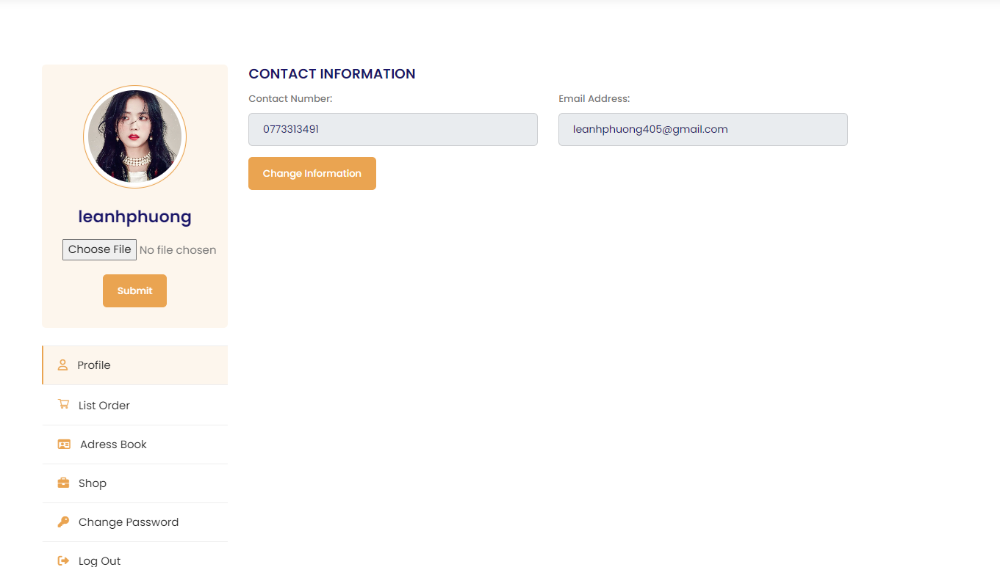 CONTACT INFORMATION
Contact Number:
Email Address:
0773313491
leanhphuong405@gmail.com
Change Information
leanhphuong
Choose File No file chosen
Submit
Profile
List Order
Adress Book
Shop
Change Password
Log Out